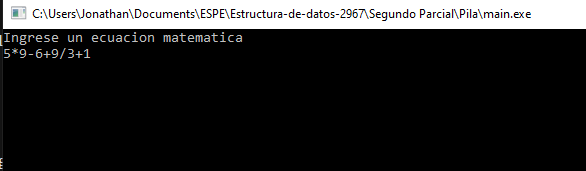 C:\Users\Jonathan\Documents\ESPE\Estructura-de-datos-2967\Segundo Parcial\Pila\main.exe
Ingrese un ecuacion matematica
5*9-6+9/3+1